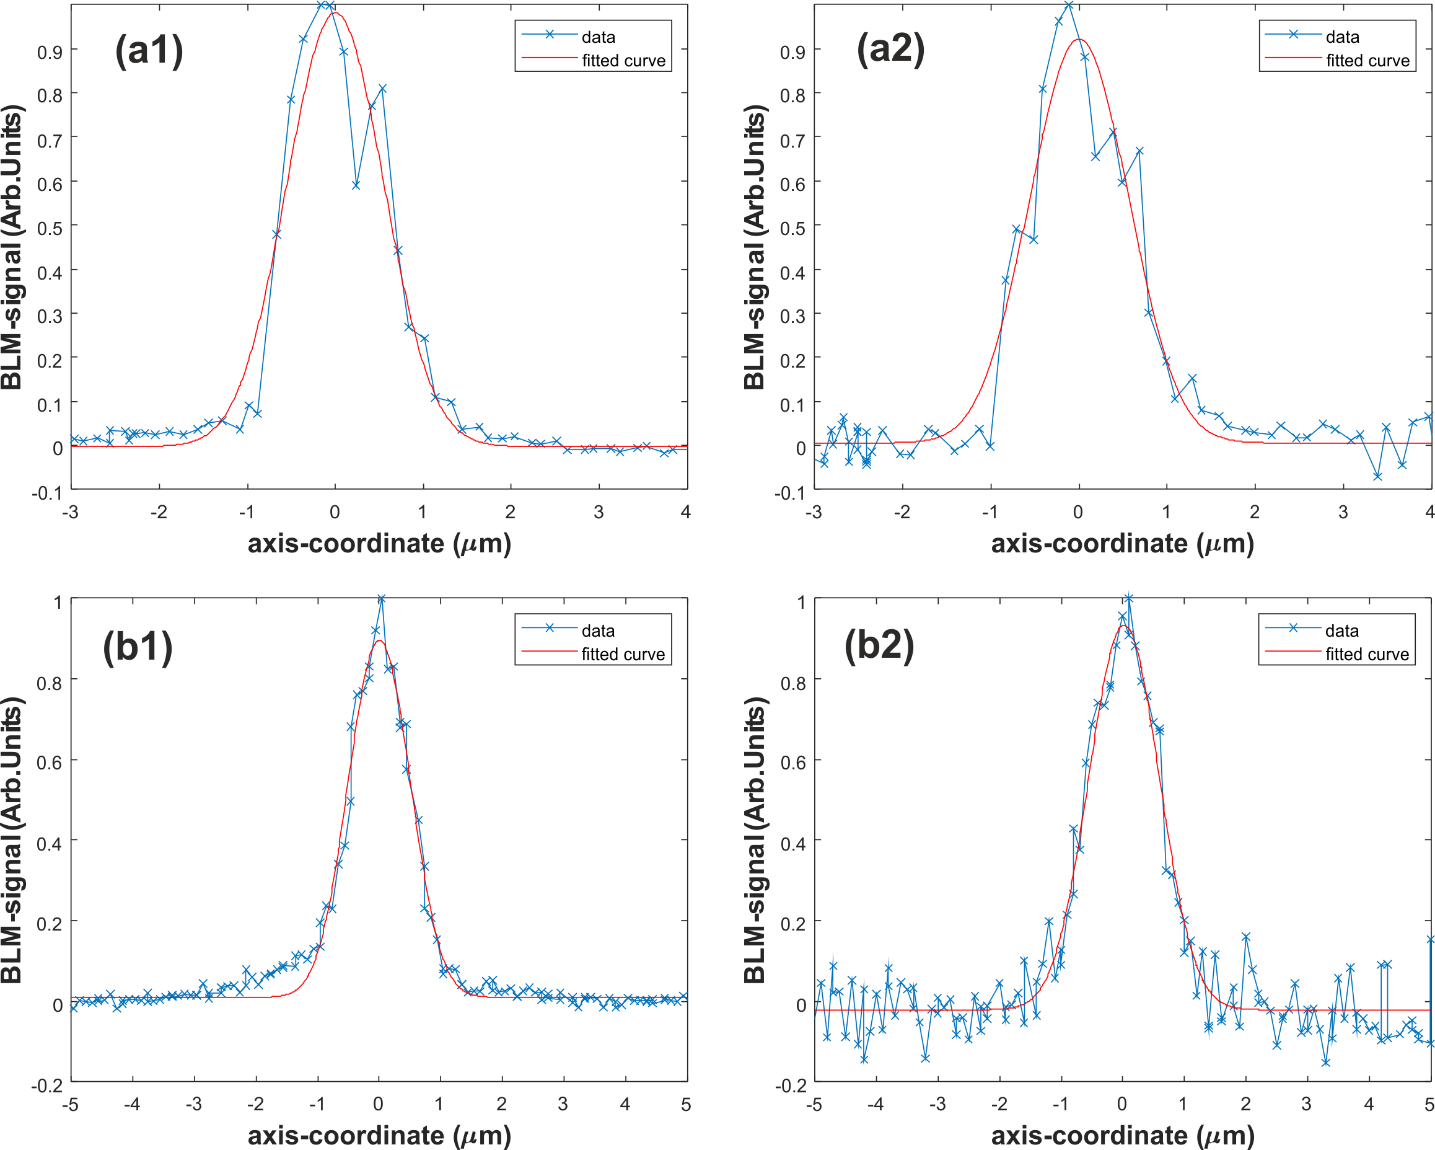 (a1)
data
fitted curve
0.9
0.8
0.7
0.6
0.5
0.4
0.3
0.2
0.1
0
-0.1
-3 -2 -1 0 1 2 3 4
BLM-signal (Arb.Units)
axis-coordinate (μm)
(a2)
data
fitted curve
0.9
0.8
0.7
0.6
0.5
0.4
0.3
0.2
0.1
0
-0.1
-3 -2 -1 0 1 2 3 4
BLM-signal (Arb.Units)
axis-coordinate (μm)
(b1)
data
fitted curve
1
0.8
0.6
0.4
0.2
0
-0.2
-5 -4 -3 -2 -1 0 1 2 3 4 5
BLM-signal (Arb.Units)
axis-coordinate (μm)
(b2)
data
fitted curve
1
0.8
0.6
0.4
0.2
0
-0.2
-5 -4 -3 -2 -1 0 1 2 3 4 5
BLM-signal (Arb.Units)
axis-coordinate (μm)